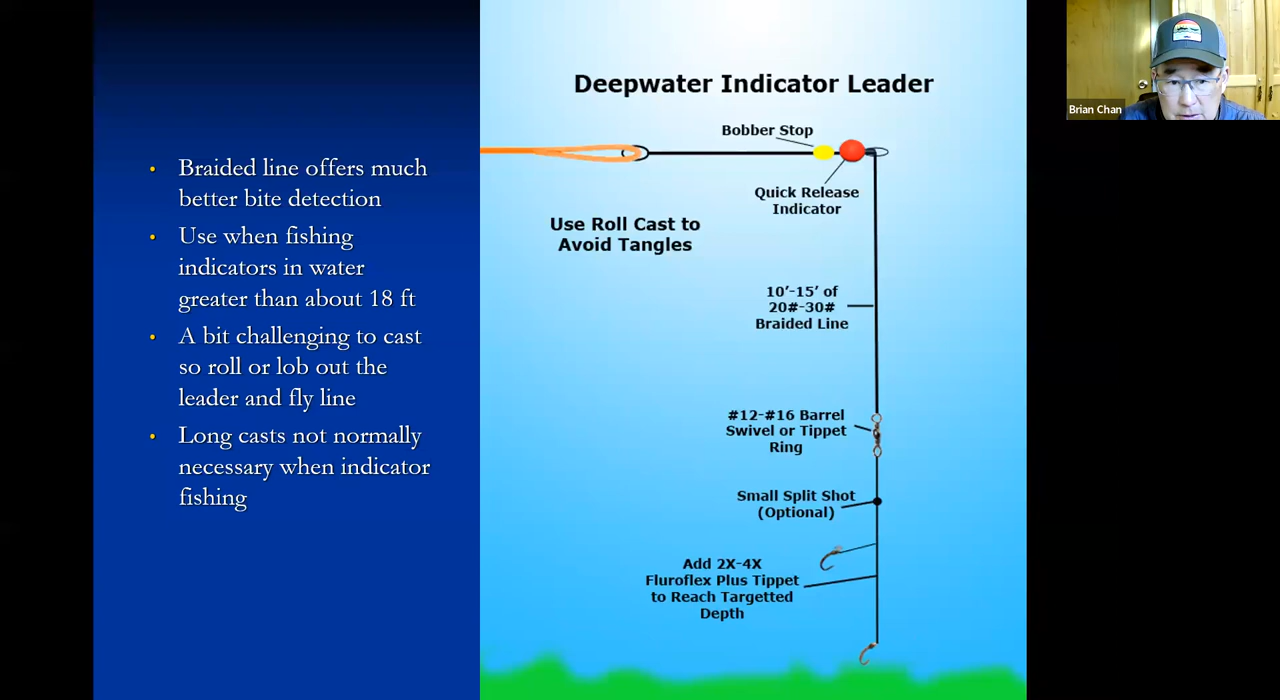 Deepwater Indicator Leader
Bobber Stop
Quick Release
Indicator
Use Roll Cast to
Avoid Tangles
10’-15’ of
20#-30#
Braided Line
#12-#16 Barrel
Swivel or Tippet
Ring
Small Split Shot
(Optional)
Add 2X-4X
Fluroflex Plus Tippet
to Reach Targetted
Depth
• Braided line offers much
better bite detection
• Use when fishing
indicators in water
greater than about 18 ft
• A bit challenging to cast
so roll or lob out the
leader and fly line
• Long casts not normally
necessary when indicator
fishing
Brian Chan